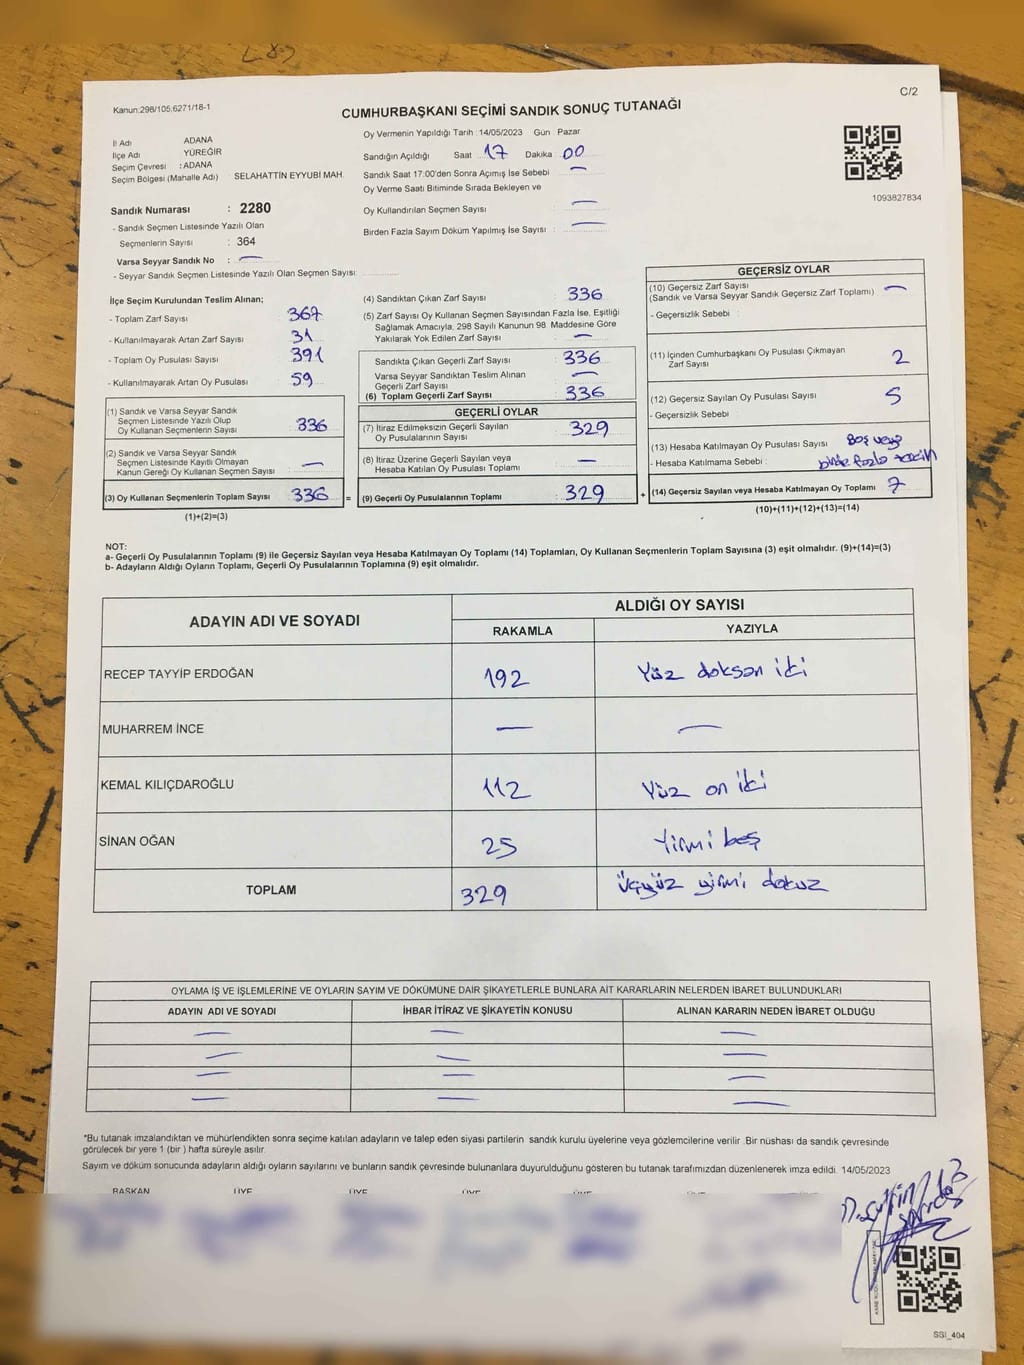 Kanun:298/105;6271/18-1
C/2
CUMHURBAŞKANI SEÇİMİ SANDIK SONUÇ TUTANAĞI
İl Adı ADANA
İlçe Adı YÜREĞİR
Seçim Çevresi : ADANA
Seçim Bölgesi (Mahalle Adı) : SELAHATTİN EYYUBİ MAH.
Sandık Numarası : 2280
- Sandık Seçmen Listesinde Yazılı Olan
Seçmenlerin Sayısı : 364
Varsa Seyyar Sandık No : —
- Seyyar Sandık Seçmen Listesinde Yazılı Olan Seçmen Sayısı:
Oy Vermenin Yapıldığı Tarih : 14/05/2023 Gün Pazar
Sandığın Açıldığı Saat 17 Dakika 00
Sandık Saat 17:00'den Sonra Açımış İse Sebebi —
Oy Verme Saati Bitiminde Sırada Bekleyen ve
Oy Kullandırılan Seçmen Sayısı : —
Birden Fazla Sayım Döküm Yapılmış İse Sayısı : —
1093827834
İlçe Seçim Kurulundan Teslim Alınan;
- Toplam Zarf Sayısı 367
- Kullanılmayarak Artan Zarf Sayısı 31
- Toplam Oy Pusulası Sayısı 391
- Kullanılmayarak Artan Oy Pusulası 59
(1) Sandık ve Varsa Seyyar Sandık
Seçmen Listesinde Yazılı Olup
Oy Kullanan Seçmenlerin Sayısı : 336
(2) Sandık ve Varsa Seyyar Sandık
Seçmen Listesinde Kayıtlı Olmayan
Kanun Gereği Oy Kullanan Seçmen Sayısı : —
(3) Oy Kullanan Seçmenlerin Toplam Sayısı 336 =
(1)+(2)=(3)
(4) Sandıktan Çıkan Zarf Sayısı : 336
(5) Zarf Sayısı Oy Kullanan Seçmen Sayısından Fazla İse, Eşitliği
Sağlamak Amacıyla, 298 Sayılı Kanunun 98. Maddesine Göre
Yakılarak Yok Edilen Zarf Sayısı : —
Sandıkta Çıkan Geçerli Zarf Sayısı : 336
Varsa Seyyar Sandıktan Teslim Alınan
Geçerli Zarf Sayısı : —
(6) Toplam Geçerli Zarf Sayısı : 336
GEÇERLİ OYLAR
(7) İtiraz Edilmeksizin Geçerli Sayılan
Oy Pusulalarının Sayısı : 329
(8) İtiraz Üzerine Geçerli Sayılan veya
Hesaba Katılan Oy Pusulası Toplamı : —
(9) Geçerli Oy Pusulalarının Toplamı : 329 +
GEÇERSİZ OYLAR
(10) Geçersiz Zarf Sayısı
(Sandık ve Varsa Seyyar Sandık Geçersiz Zarf Toplamı) : —
- Geçersizlik Sebebi :
(11) İçinden Cumhurbaşkanı Oy Pusulası Çıkmayan
Zarf Sayısı 2
(12) Geçersiz Sayılan Oy Pusulası Sayısı 5
- Geçersizlik Sebebi
(13) Hesaba Katılmayan Oy Pusulası Sayısı : Boş veya
- Hesaba Katılmama Sebebi : birden fazla tercih
(14) Geçersiz Sayılan veya Hesaba Katılmayan Oy Toplamı : 7
(10)+(11)+(12)+(13)=(14)
NOT:
a- Geçerli Oy Pusulalarının Toplamı (9) ile Geçersiz Sayılan veya Hesaba Katılmayan Oy Toplamı (14) Toplamları, Oy Kullanan Seçmenlerin Toplam Sayısına (3) eşit olmalıdır. (9)+(14)=(3)
b- Adayların Aldığı Oyların Toplamı, Geçerli Oy Pusulalarının Toplamına (9) eşit olmalıdır.
ADAYIN ADI VE SOYADI
ALDIĞI OY SAYISI
RAKAMLA YAZIYLA
RECEP TAYYİP ERDOĞAN 192 Yüz doksan iki
MUHARREM İNCE — —
KEMAL KILIÇDAROĞLU 112 Yüz on iki
SİNAN OĞAN 25 Yirmi beş
TOPLAM 329 Üçyüz yirmi dokuz
OYLAMA İŞ VE İŞLEMLERİNE VE OYLARIN SAYIM VE DÖKÜMÜNE DAİR ŞİKAYETLERLE BUNLARA AİT KARARLARIN NELERDEN İBARET BULUNDUKLARI
ADAYIN ADI VE SOYADI İHBAR İTİRAZ VE ŞİKAYETİN KONUSU ALINAN KARARIN NEDEN İBARET OLDUĞU
— — —
— — —
— — —
— — —
*Bu tutanak imzalandıktan ve mühürlendikten sonra seçime katılan adayların ve talep eden siyasi partilerin sandık kurulu üyelerine veya gözlemcilerine verilir. Bir nüshası da sandık çevresinde
görülecek bir yere 1 (bir) hafta süreyle asılır.
Sayım ve döküm sonucunda adayların aldığı oyların sayılarını ve bunların sandık çevresinde bulunanlara duyurulduğunu gösteren bu tutanak tarafımızdan düzenlenerek imza edildi. 14/05/2023
BAŞKAN ÜYE ÜYE ÜYE ÜYE ÜYE
SSI_404